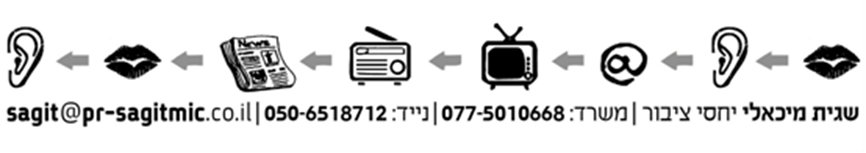 News
שגית מיכאלי יחסי ציבור | משרד: 077-5010668 | נייד: 050-6518712 | sagit@pr-sagitmic.co.il